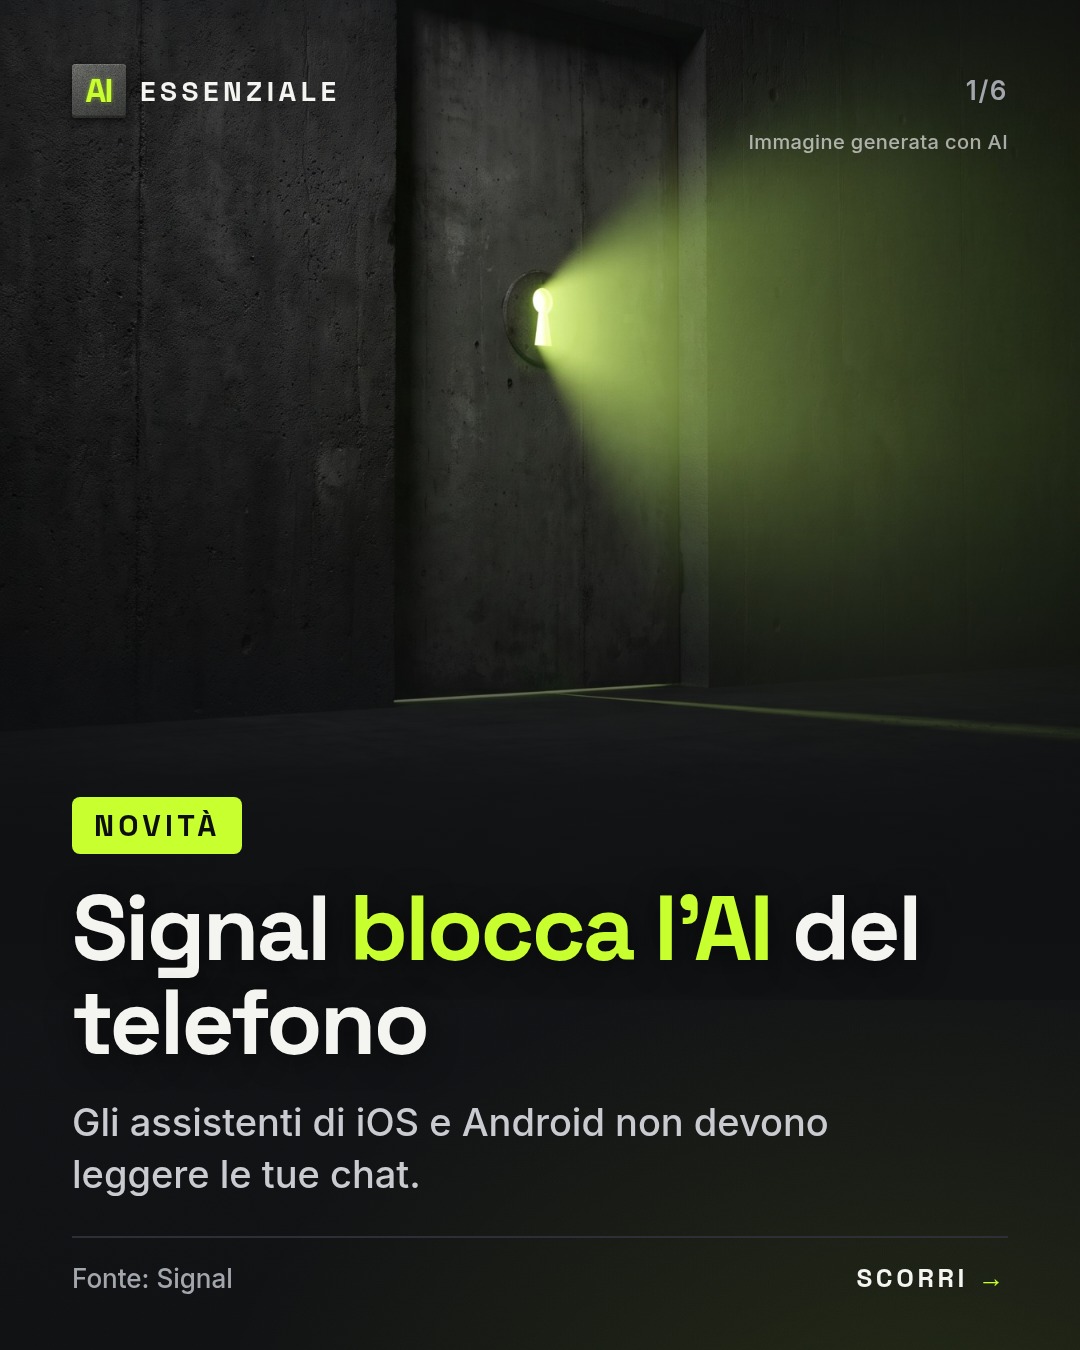 AI ESSENZIALE
1/6
Immagine generata con AI
NOVITÀ
Signal blocca l’AI del
telefono
Gli assistenti di iOS e Android non devono
leggere le tue chat.
Fonte: Signal
SCORRI →